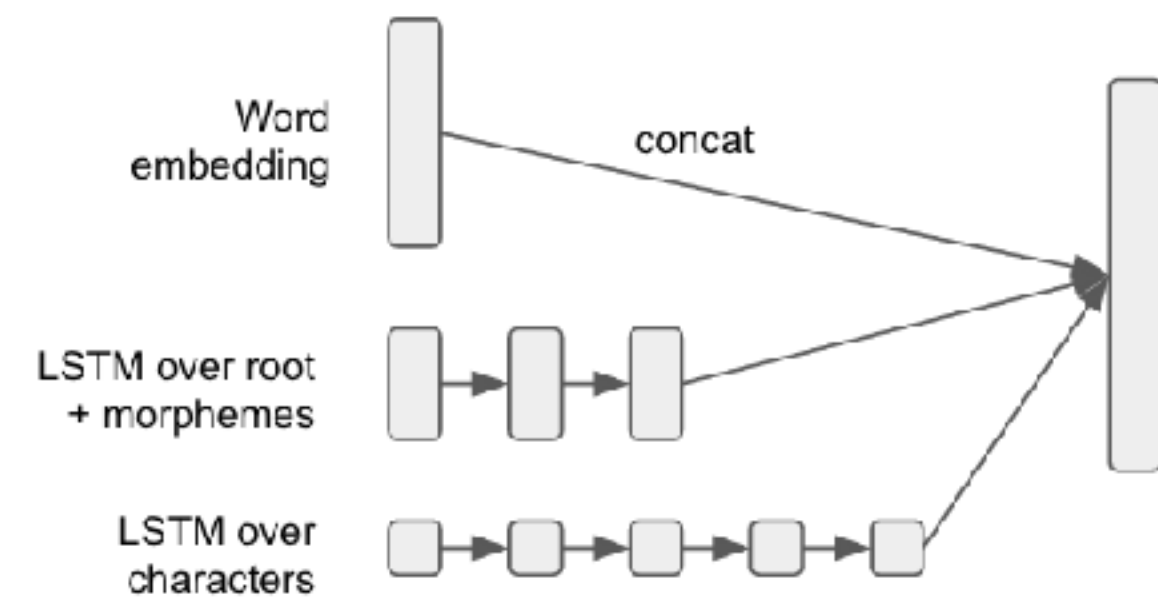 Word
embedding
concat
LSTM over root
+ morphemes
LSTM over
characters